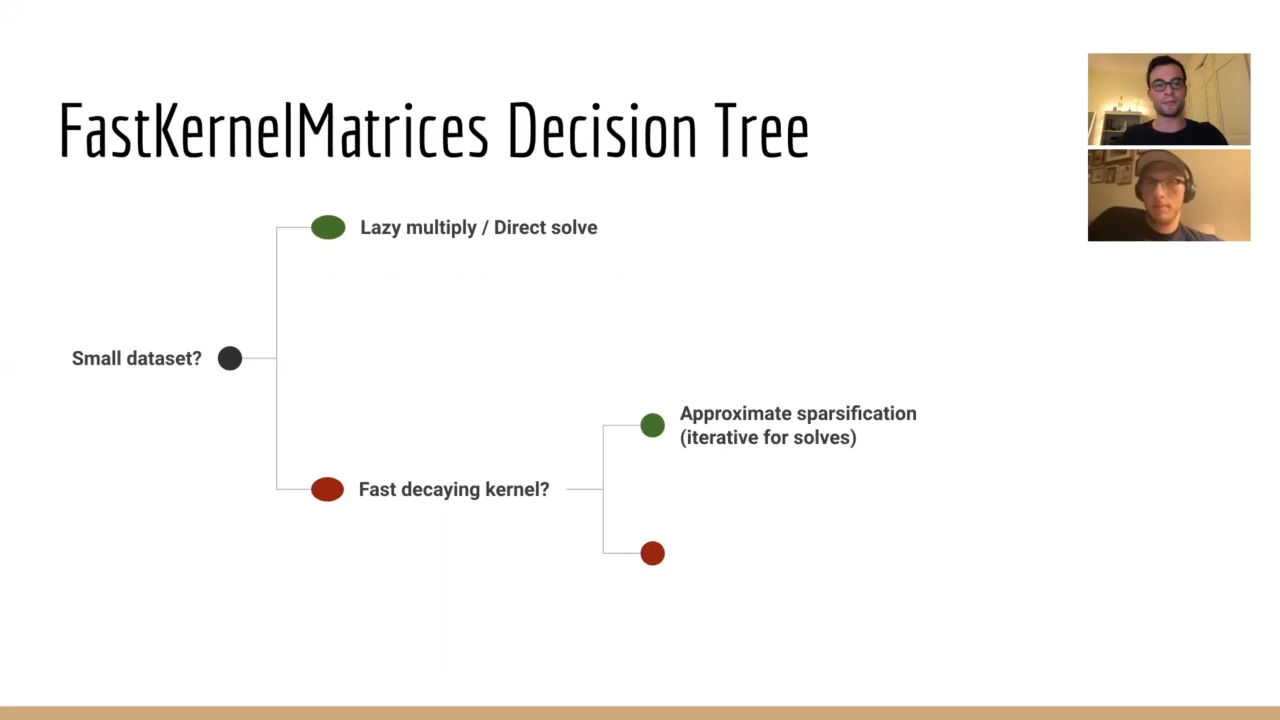 FastKernelMatrices Decision Tree
Lazy multiply / Direct solve
Small dataset?
Approximate sparsification
(iterative for solves)
Fast decaying kernel?